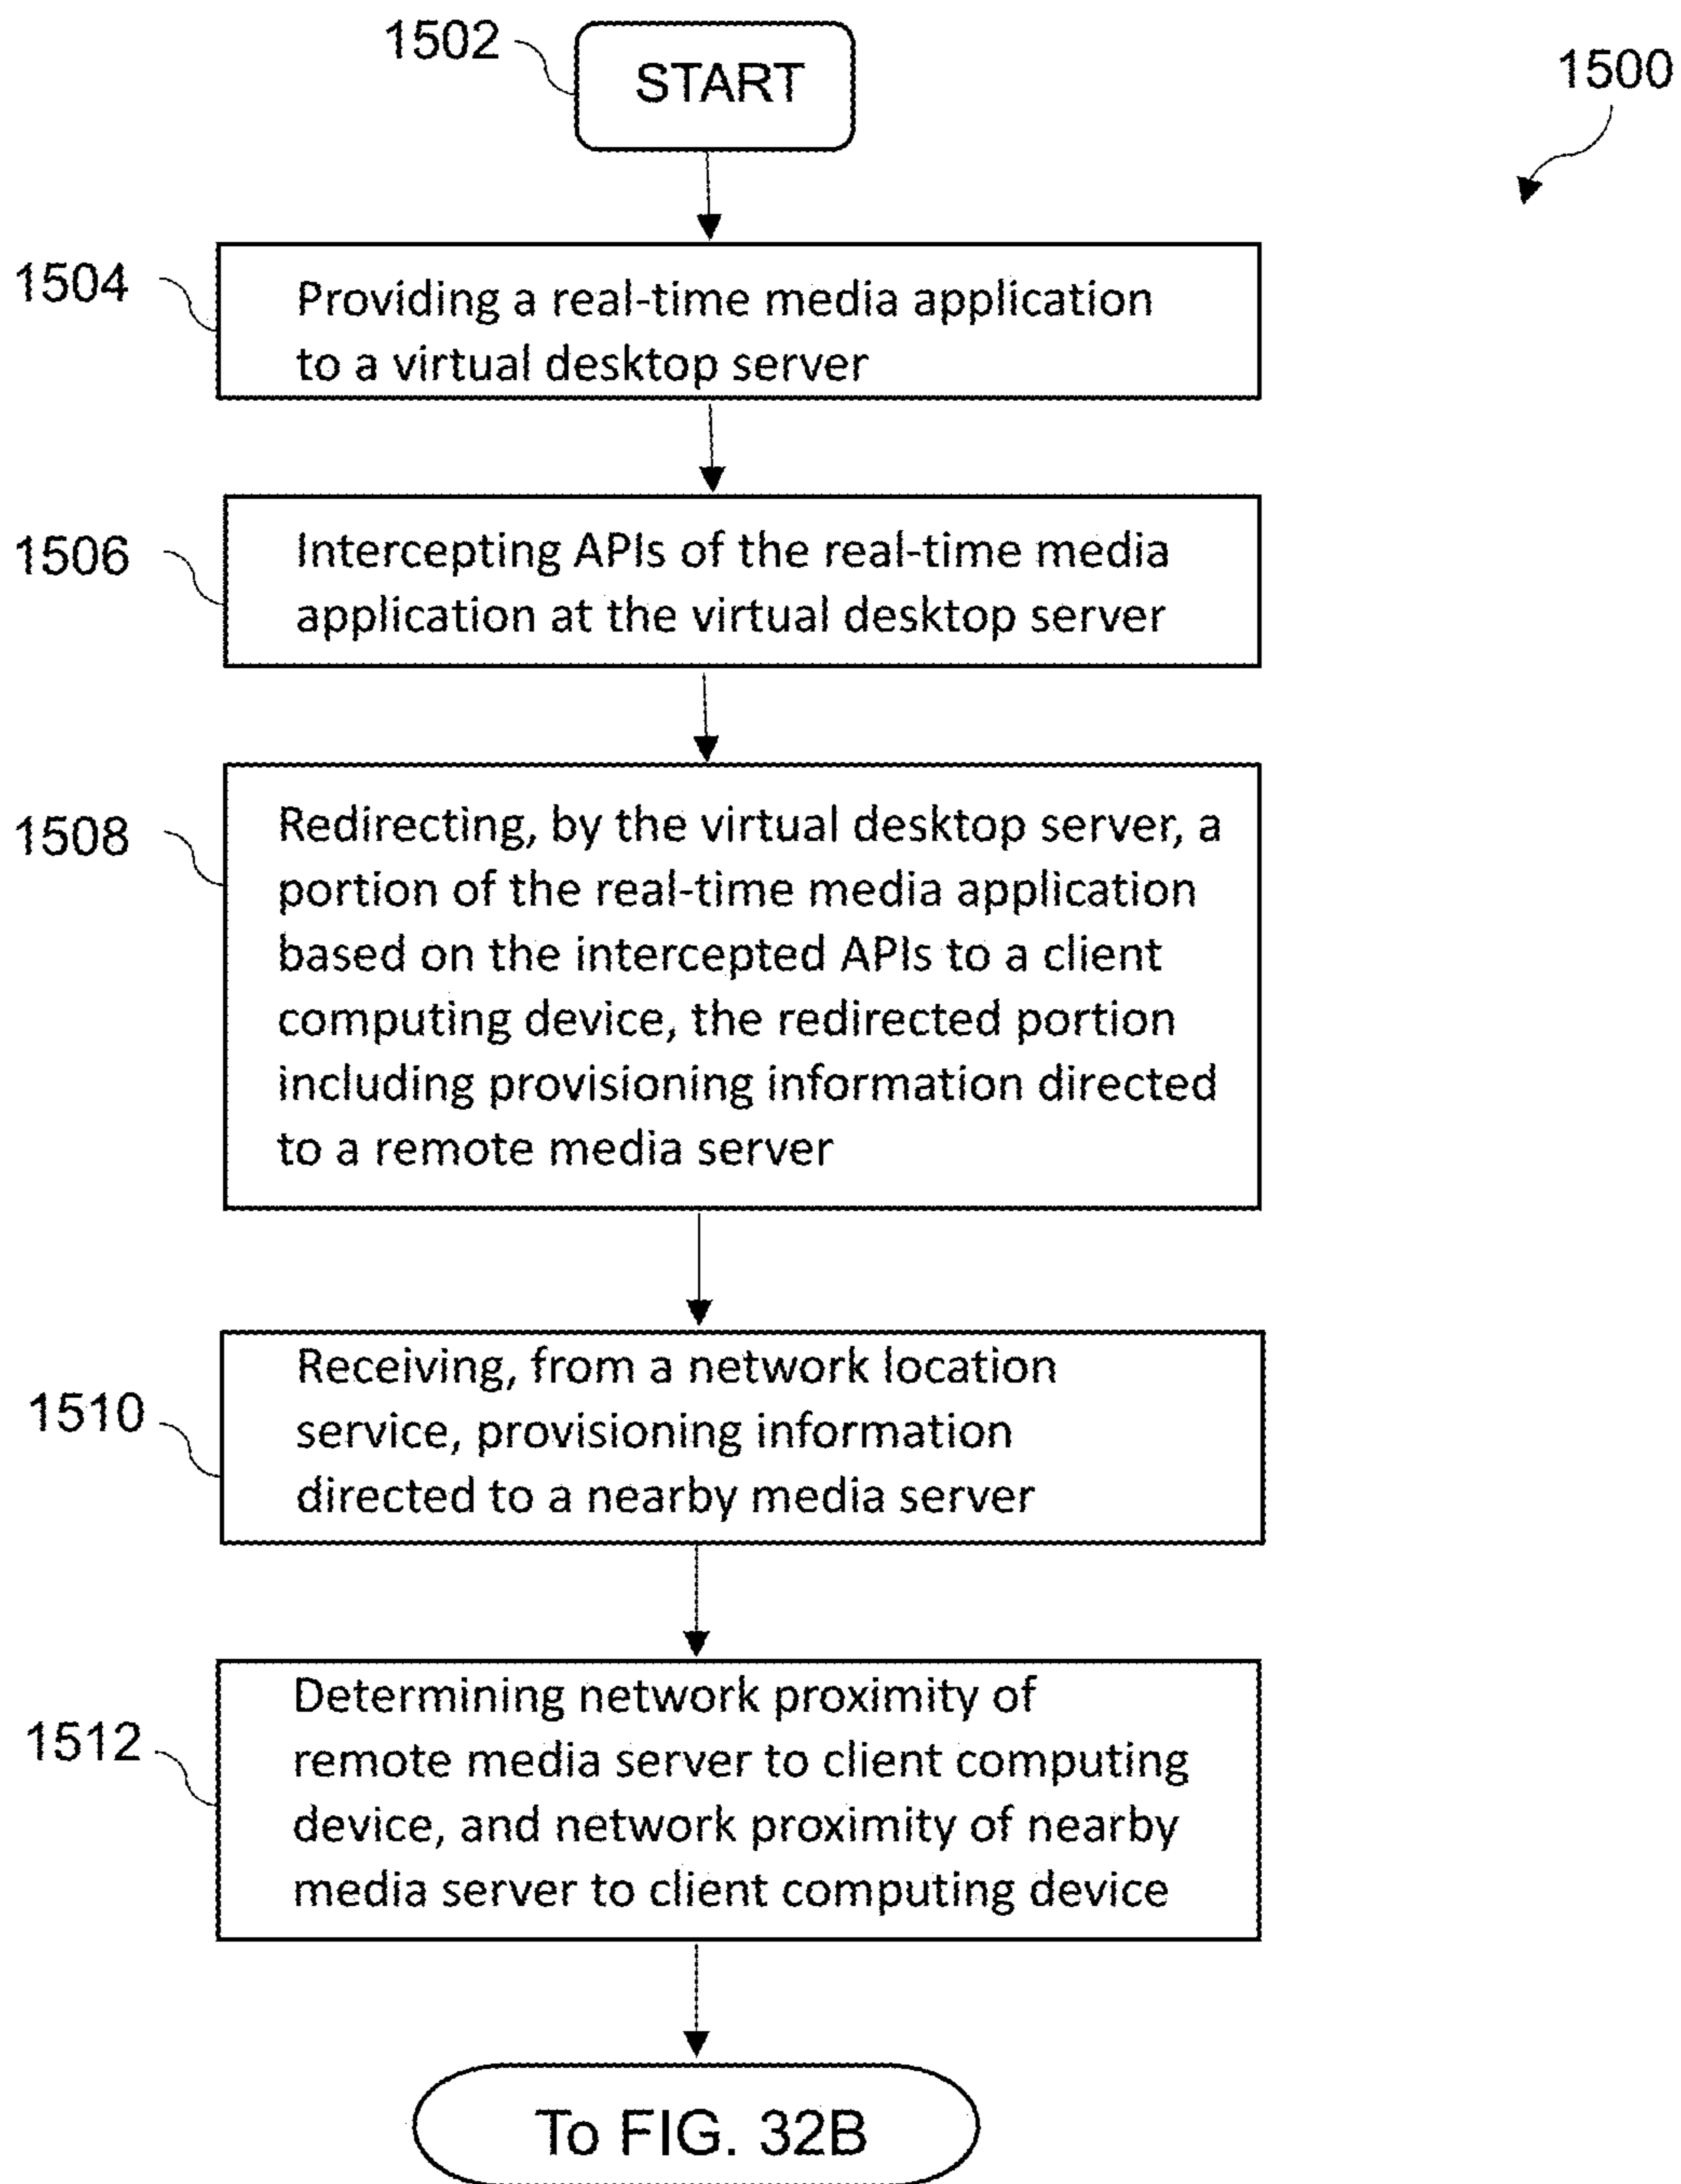 1502
START
1500
1504
Providing a real-time media application
to a virtual desktop server
1506
Intercepting APIs of the real-time media
application at the virtual desktop server
1508
Redirecting, by the virtual desktop server, a
portion of the real-time media application
based on the intercepted APIs to a client
computing device, the redirected portion
including provisioning information directed
to a remote media server
1510
Receiving, from a network location
service, provisioning information
directed to a nearby media server
1512
Determining network proximity of
remote media server to client computing
device, and network proximity of nearby
media server to client computing device
To FIG. 32B